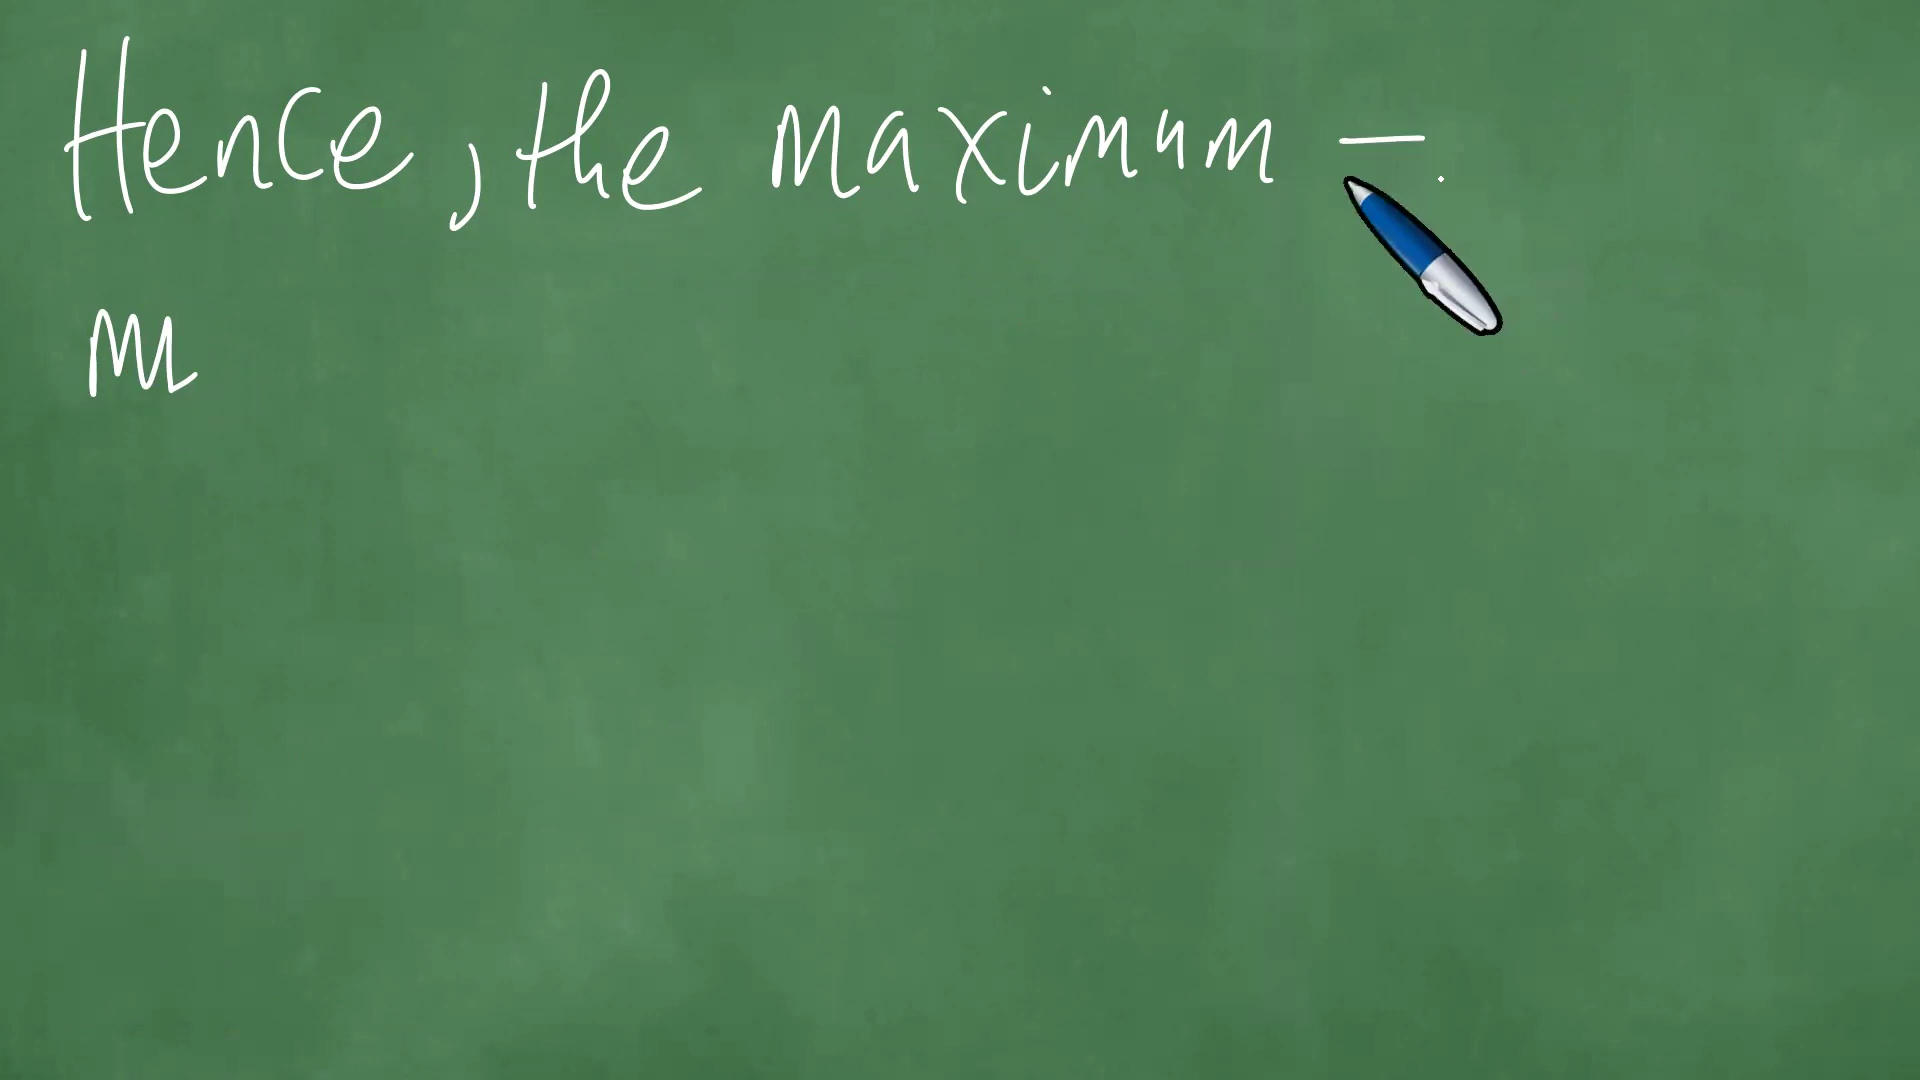 Hence, the maximum –
m